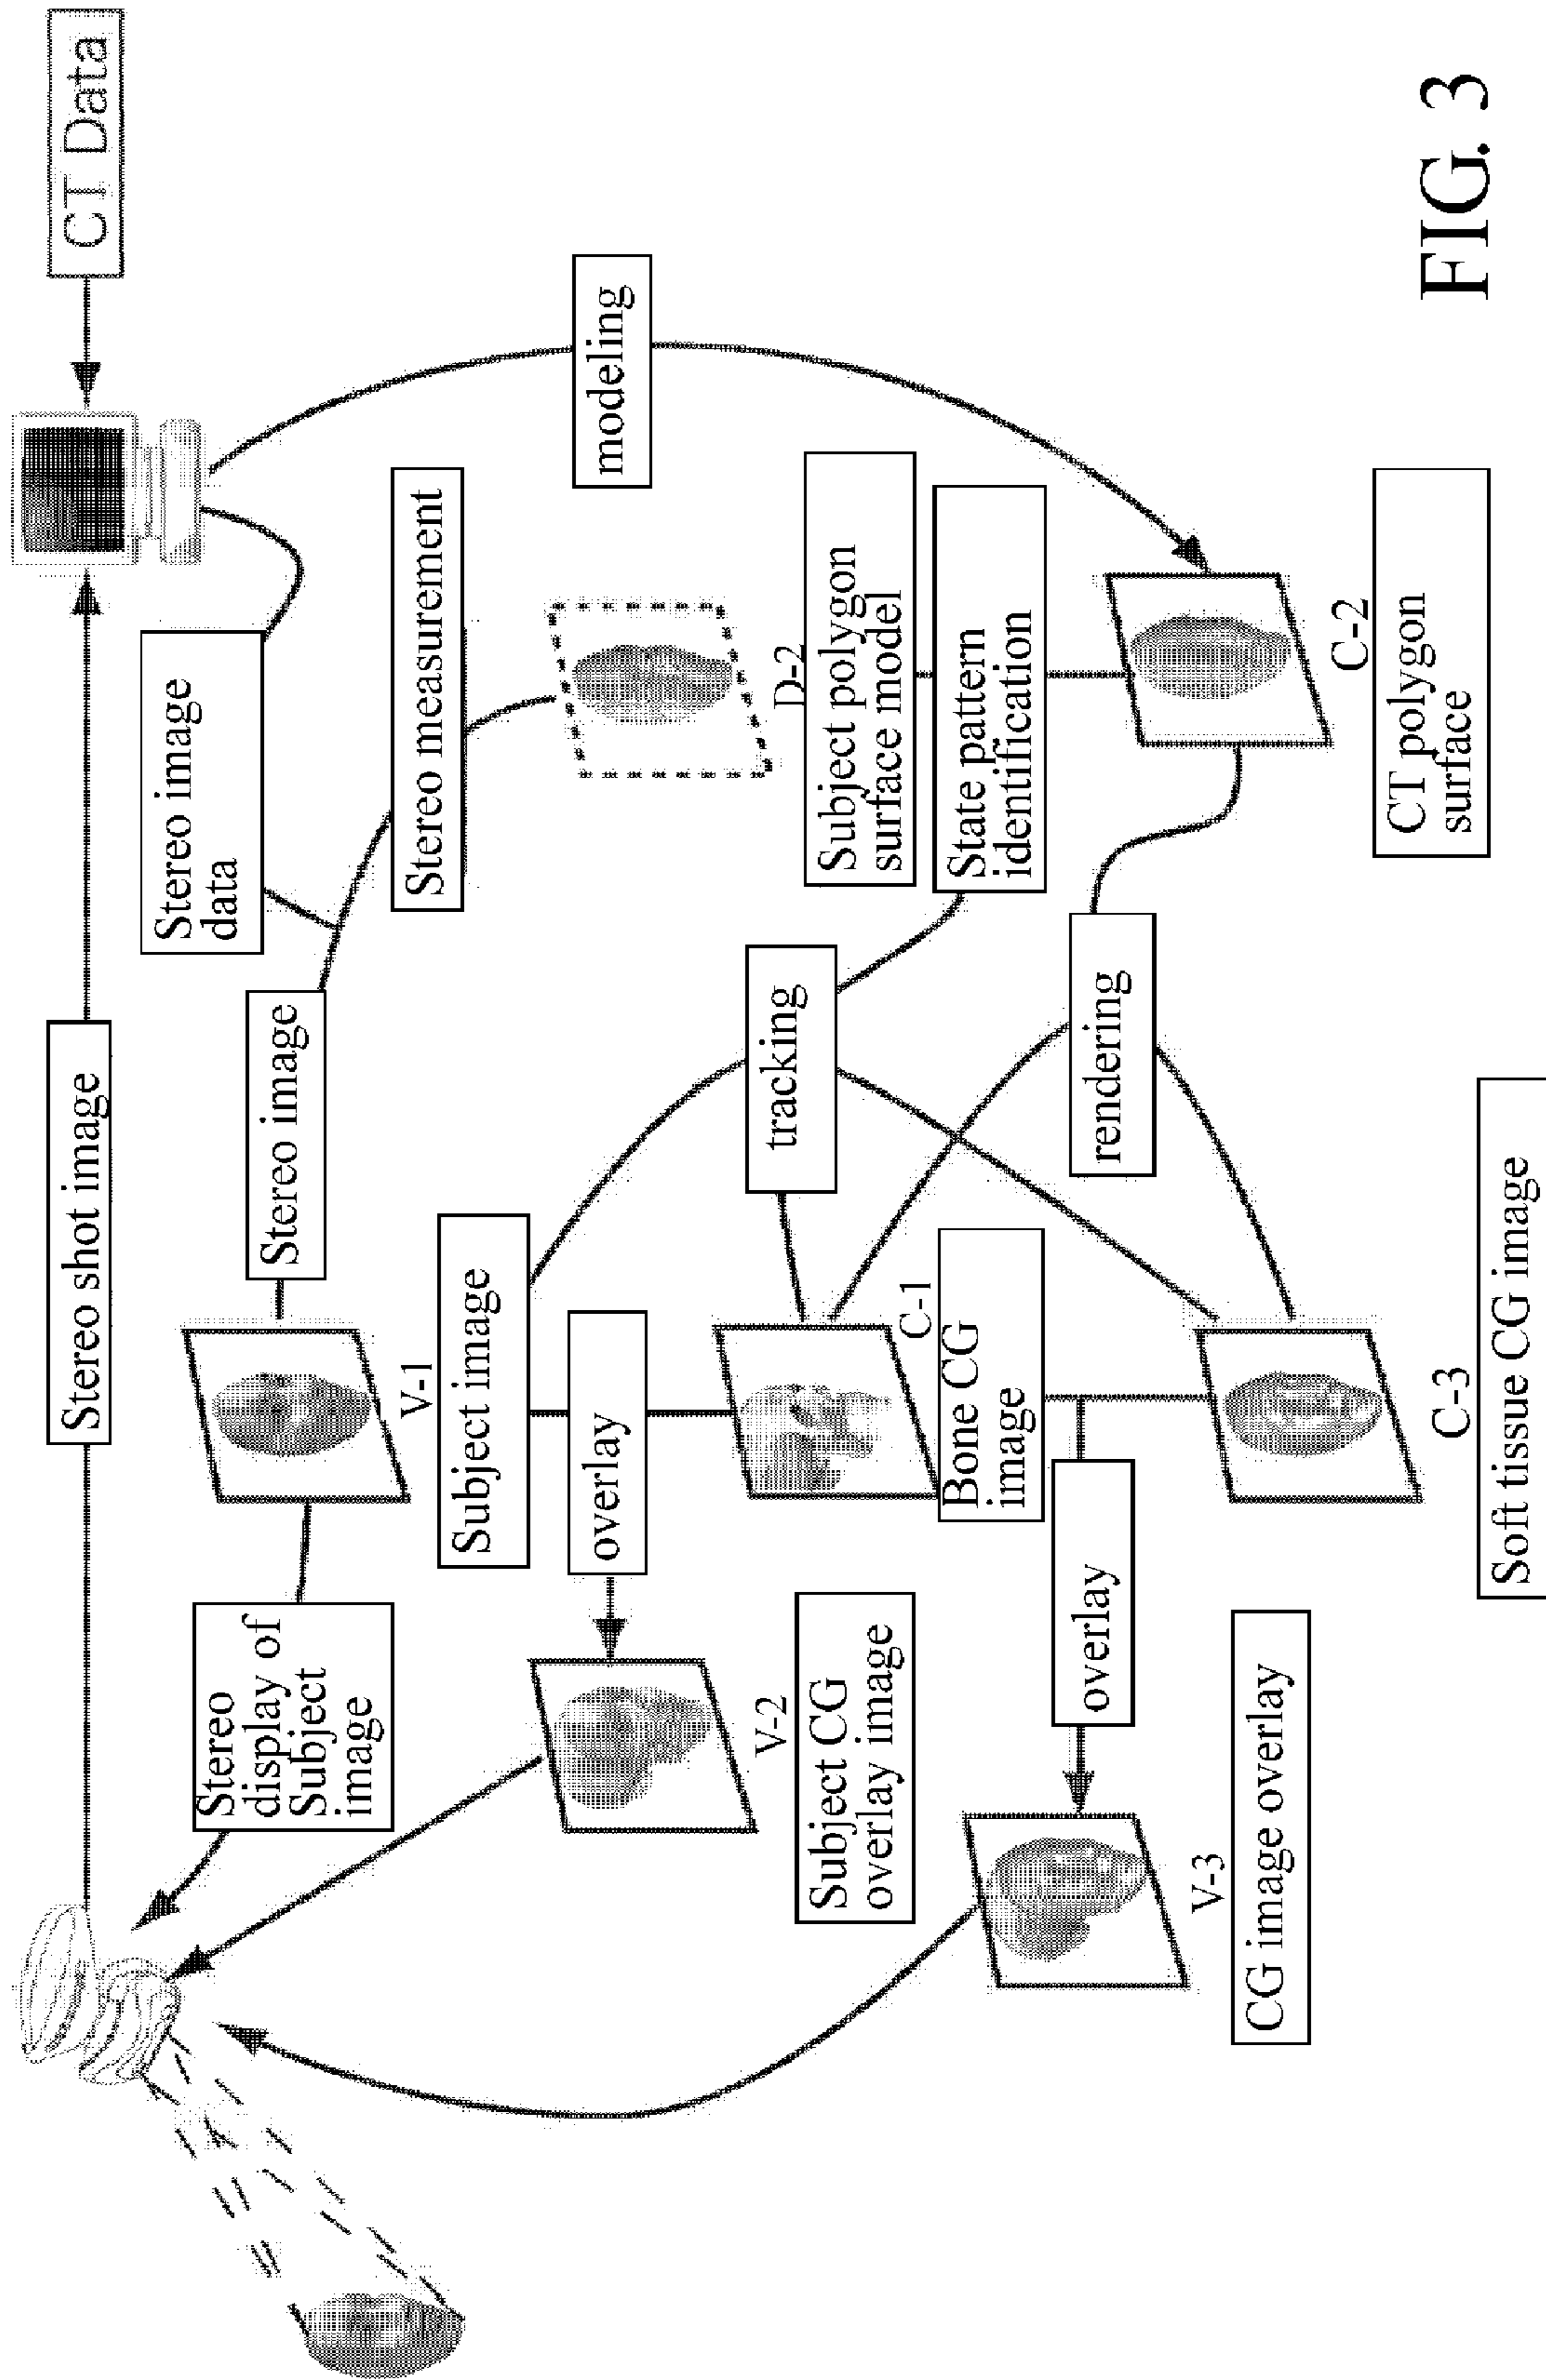 Stereo shot image
CT Data
Stereo
display of
Subject
image
Stereo image
Stereo image
data
V-1
Subject image
Stereo measurement
overlay
modeling
V-2
Subject CG
overlay image
tracking
D-2
Subject polygon
surface model
C-1
Bone CG
image
State pattern
identification
overlay
rendering
V-3
CG image overlay
C-3
Soft tissue CG image
C-2
CT polygon
surface
FIG. 3